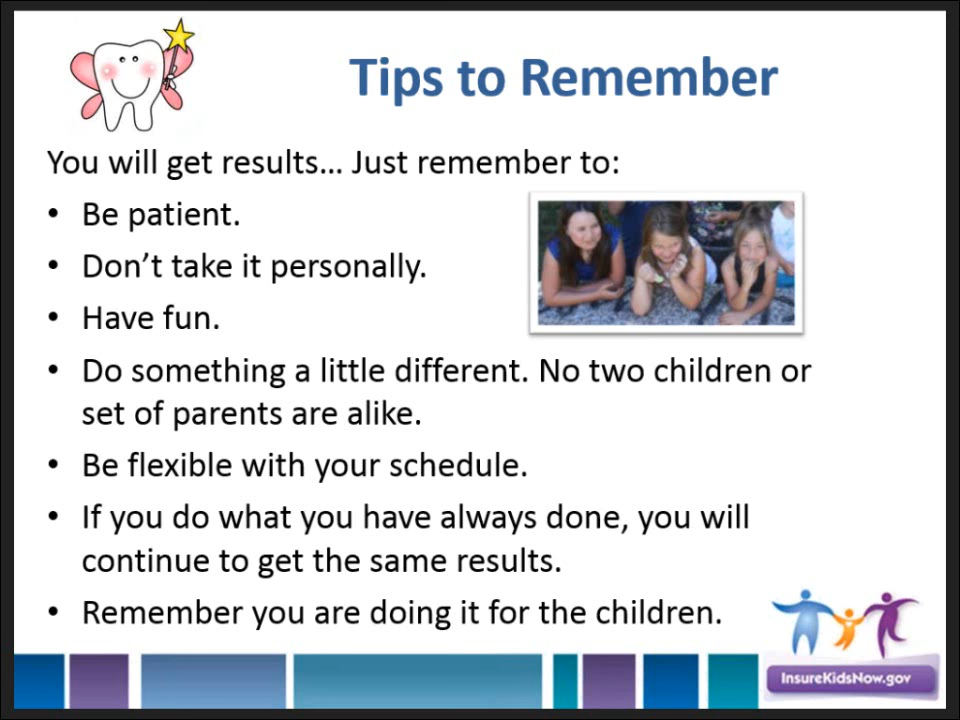 Tips to Remember
You will get results... Just remember to:
• Be patient.
• Don't take it personally.
• Have fun.
• Do something a little different. No two children or
set of parents are alike.
• Be flexible with your schedule.
• If you do what you have always done, you will
continue to get the same results.
• Remember you are doing it for the children.
InsureKidsNow.gov